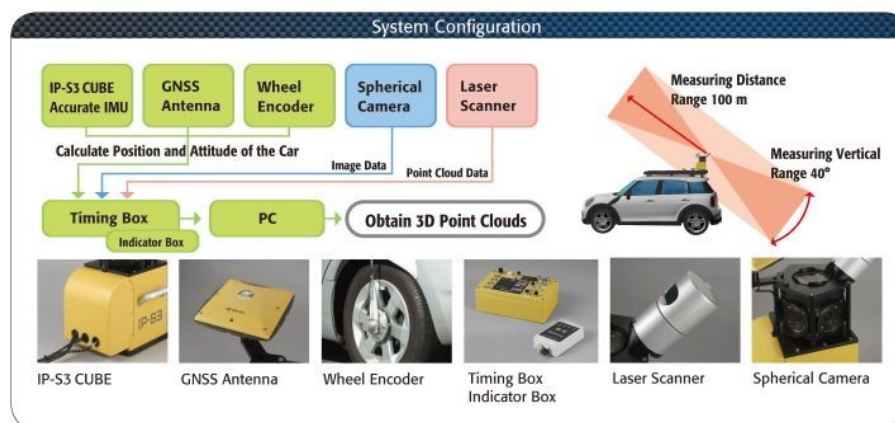 System Configuration
IP-S3 CUBE
Accurate IMU
GNSS
Antenna
Wheel
Encoder
Spherical
Camera
Laser
Scanner
Calculate Position and Attitude of the Car
Image Data
Point Cloud Data
Timing Box
Indicator Box
PC
Obtain 3D Point Clouds
Measuring Distance
Range 100 m
Measuring Vertical
Range 40°
IP-S3
IP-S3 CUBE
GNSS Antenna
Wheel Encoder
Timing Box
Indicator Box
Laser Scanner
Spherical Camera